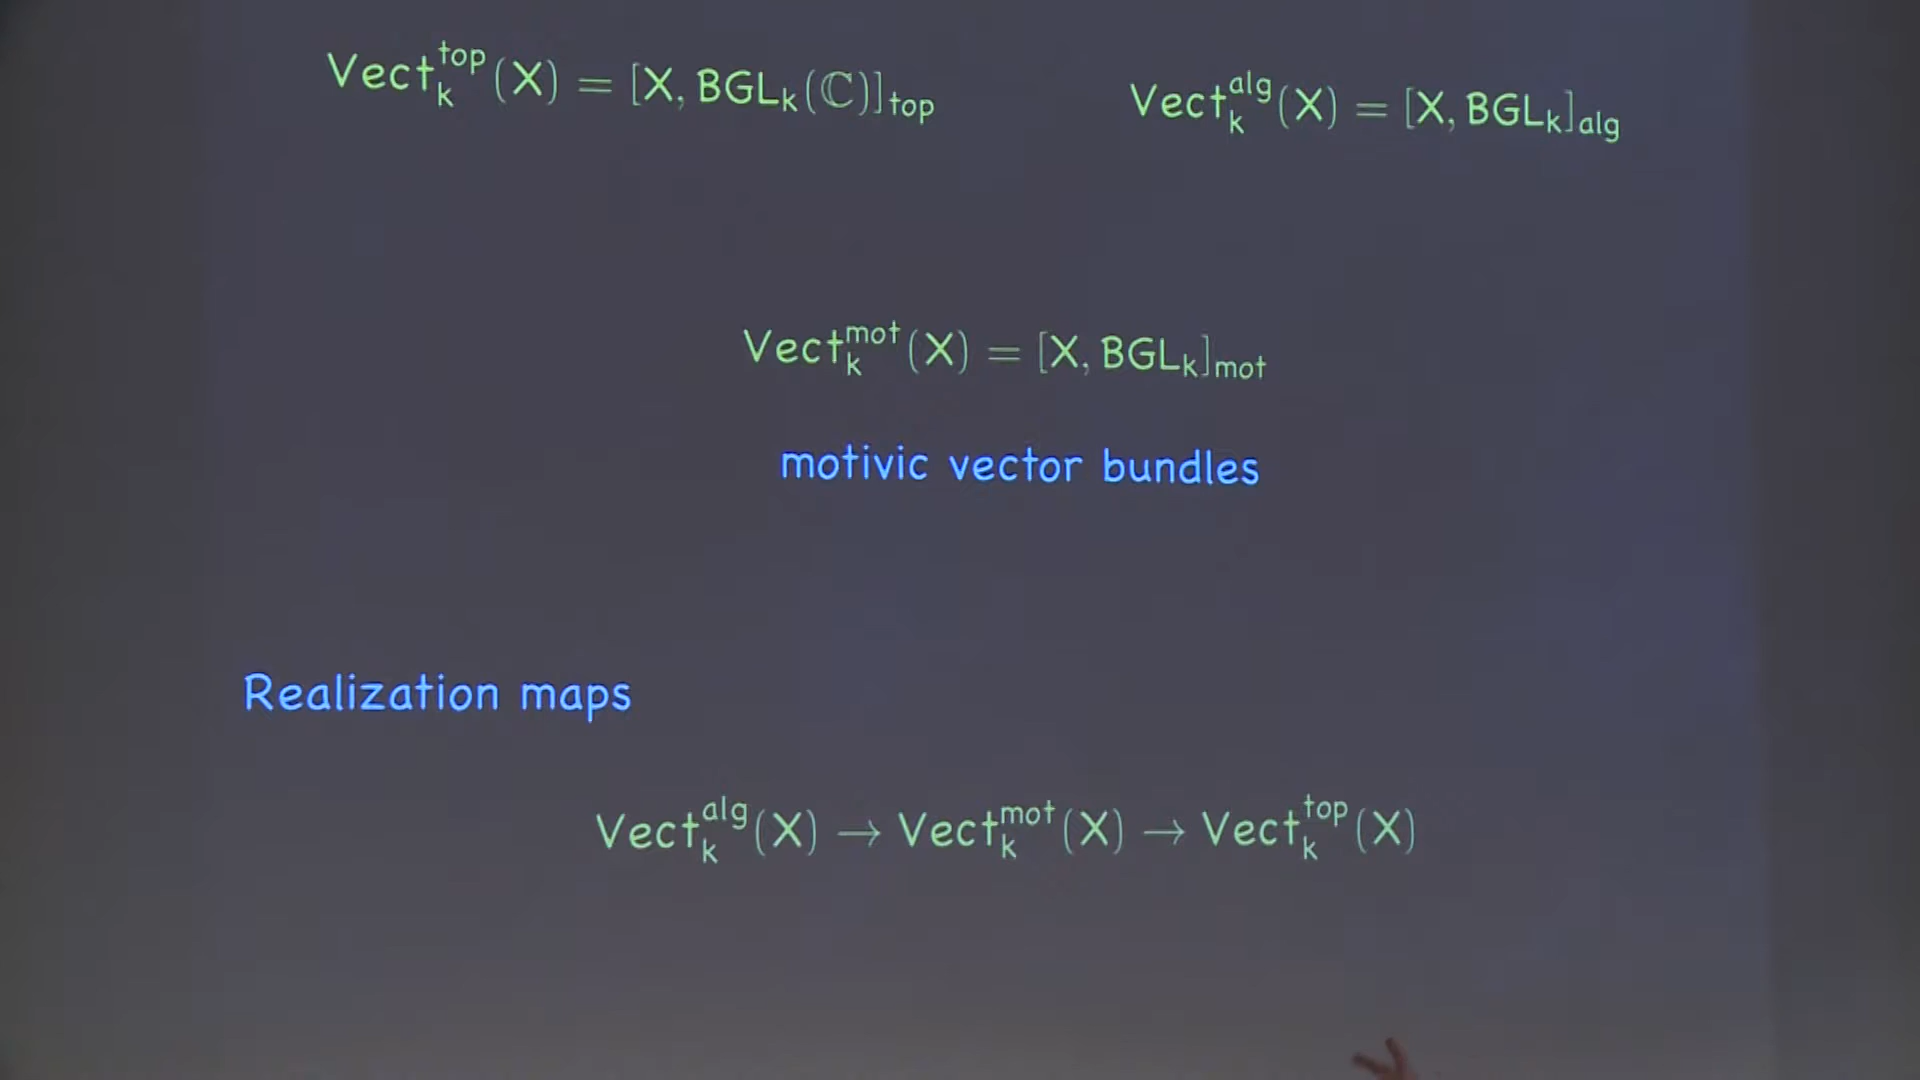 Vect_k^top(X) = [X, BGL_k(ℂ)]_top
Vect_k^alg(X) = [X, BGL_k]_alg
Vect_k^mot(X) = [X, BGL_k]_mot
motivic vector bundles
Realization maps
Vect_k^alg(X) → Vect_k^mot(X) → Vect_k^top(X)